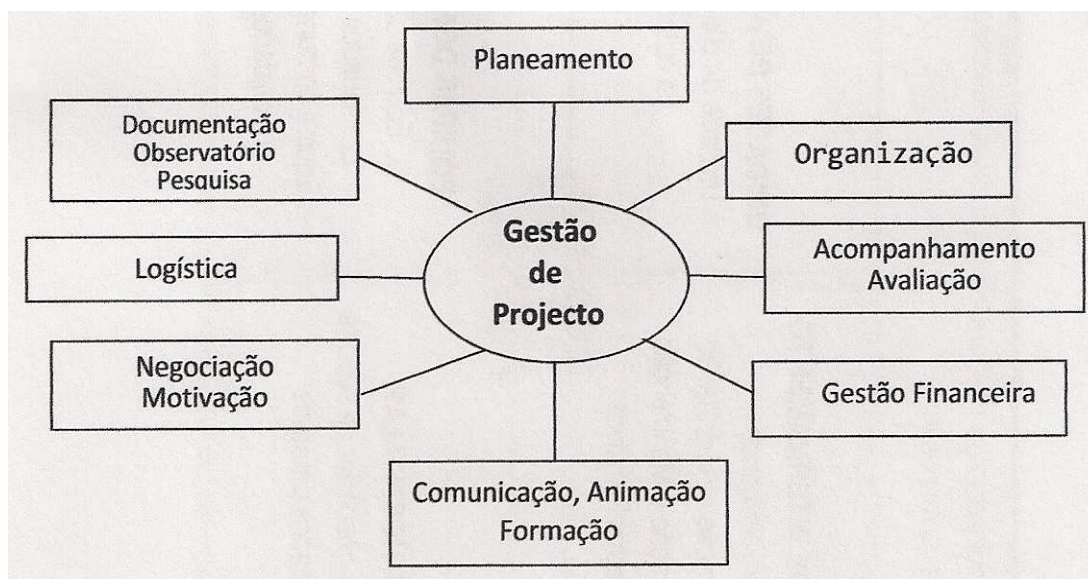 Planeamento
Documentação
Observatório
Pesquisa
Organização
Gestão
de
Projecto
Logística
Acompanhamento
Avaliação
Negociação
Motivação
Gestão Financeira
Comunicação, Animação
Formação